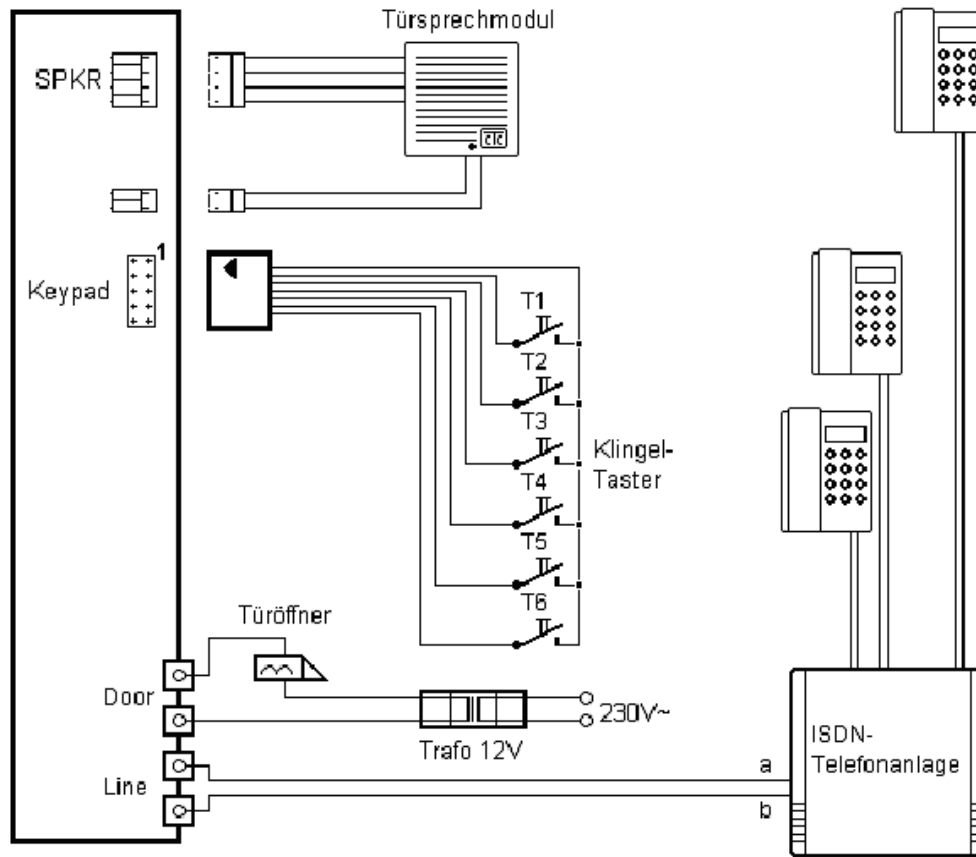 Türsprechmodul
SPKR
1
Keypad
T1
T2
T3
T4
T5
T6
Klingel-
Taster
Türöffner
Door
230V~
Trafo 12V
Line
a
b
ISDN-
Telefonanlage